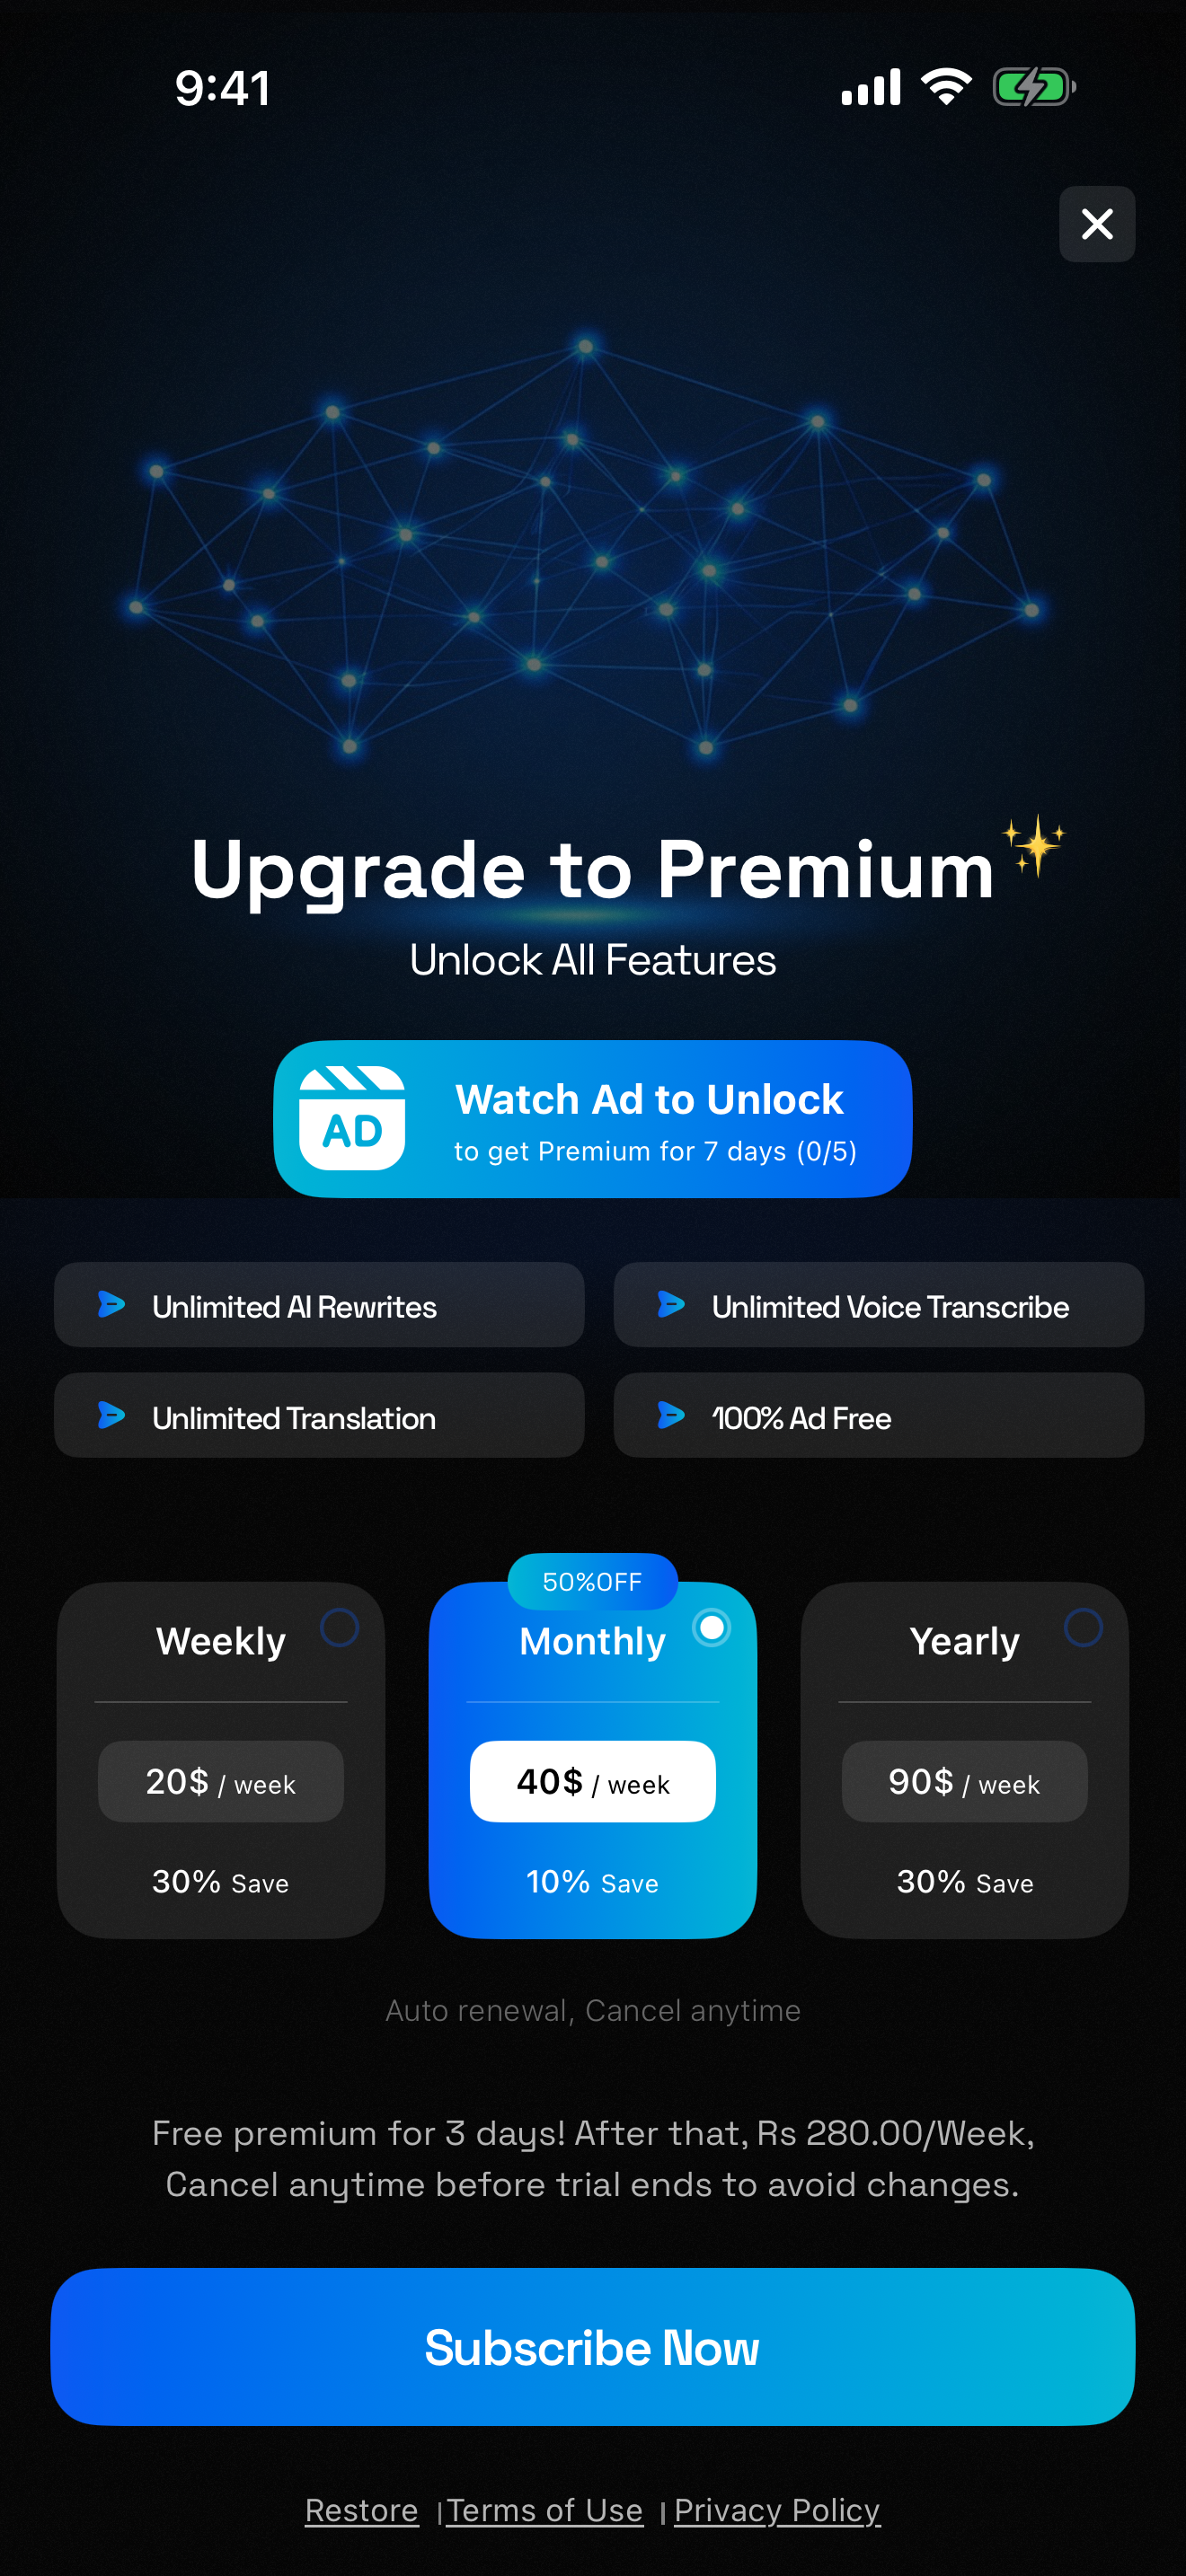 9:41
Upgrade to Premium
Unlock All Features
AD
Watch Ad to Unlock
to get Premium for 7 days (0/5)
Unlimited AI Rewrites
Unlimited Voice Transcribe
Unlimited Translation
100% Ad Free
50%OFF
Weekly
20$ / week
30% Save
Monthly
40$ / week
10% Save
Yearly
90$ / week
30% Save
Auto renewal, Cancel anytime
Free premium for 3 days! After that, Rs 280.00/Week,
Cancel anytime before trial ends to avoid changes.
Subscribe Now
Restore | Terms of Use | Privacy Policy